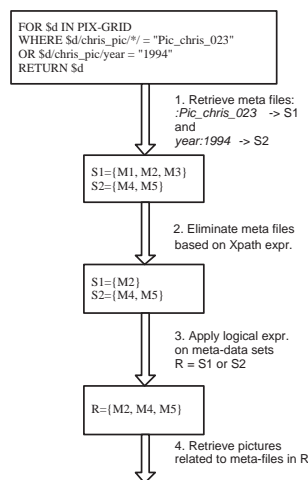 FOR $d IN PIX-GRID
WHERE $d/chris_pic/*/ = "Pic_chris_023"
OR $d/chris_pic/year = "1994"
RETURN $d
1. Retrieve meta files:
:Pic_chris_023 -> S1
and
year:1994 -> S2
S1={M1, M2, M3}
S2={M4, M5}
2. Eliminate meta files
based on Xpath expr.
S1={M2}
S2={M4, M5}
3. Apply logical expr.
on meta-data sets
R = S1 or S2
R={M2, M4, M5}
4. Retrieve pictures
related to meta-files in R